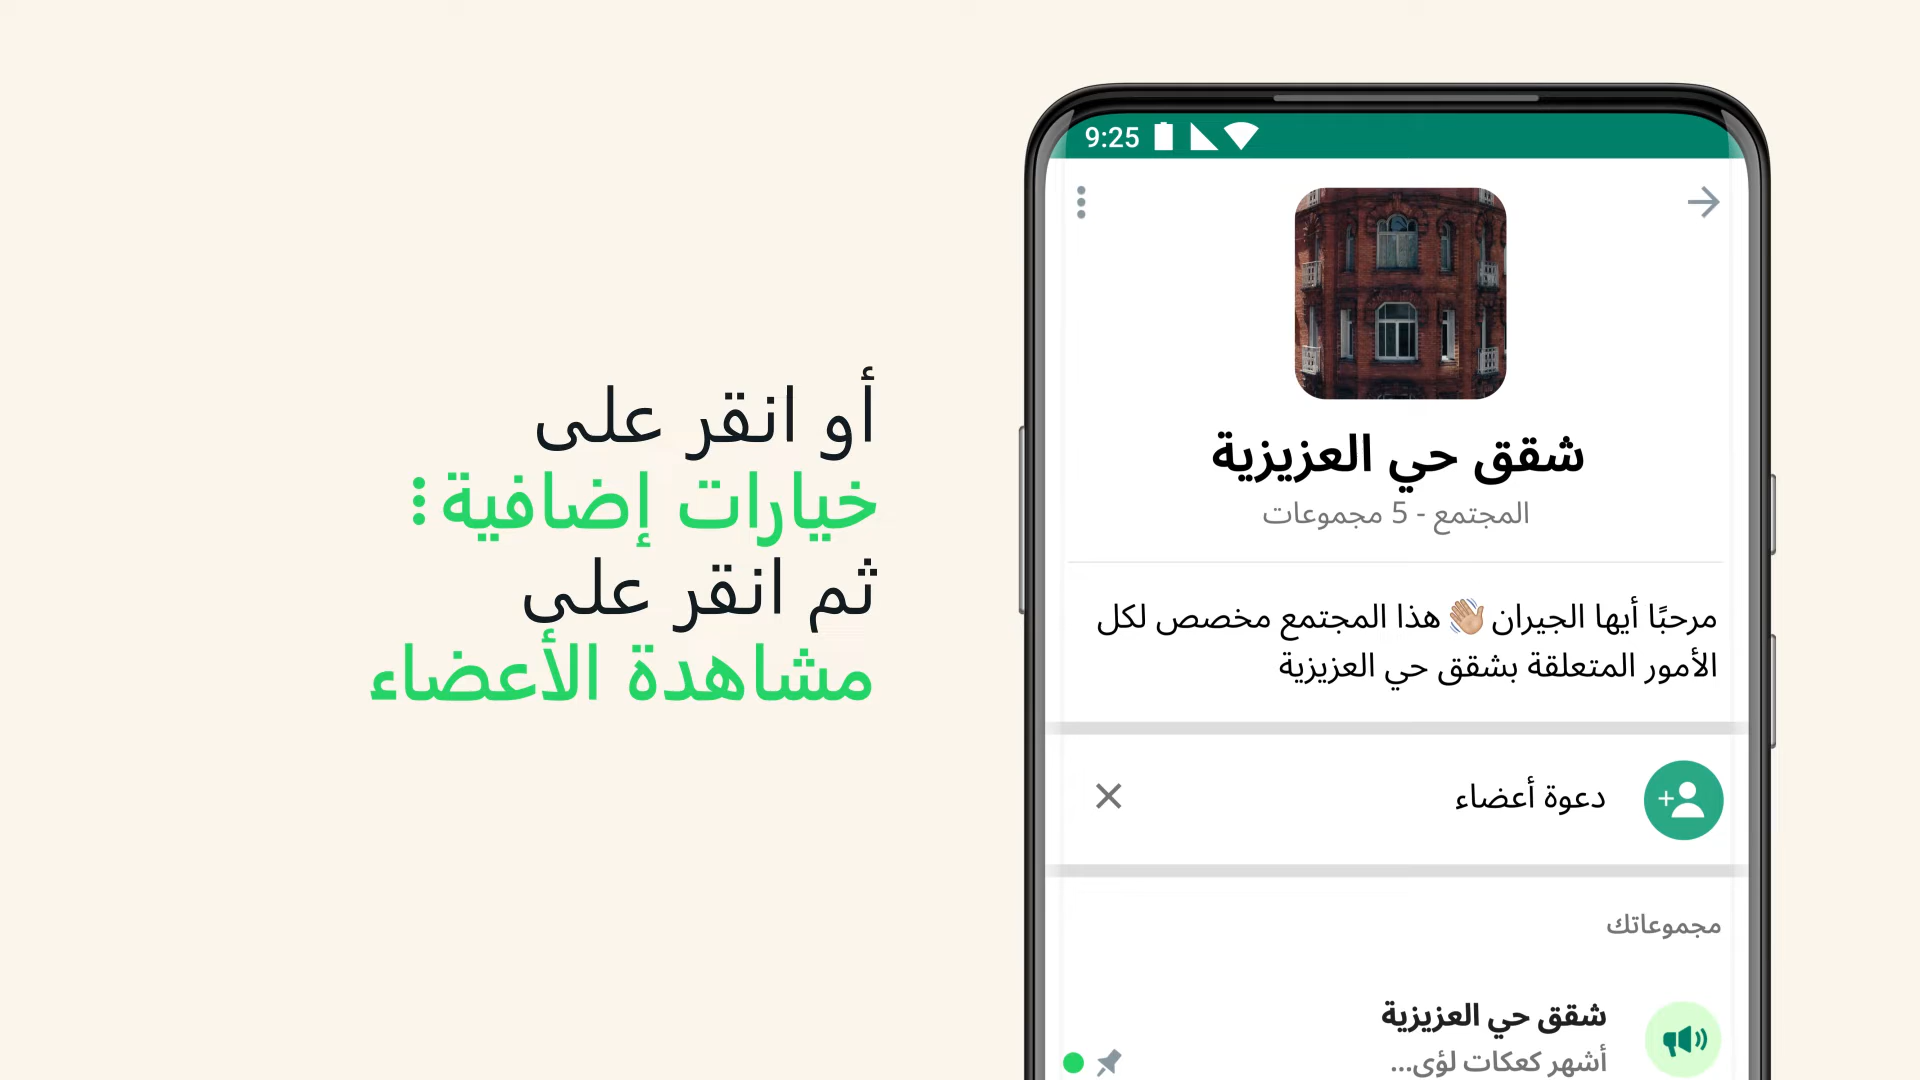 أو انقر على
خيارات إضافية
ثم انقر على
مشاهدة الأعضاء
9:25
شقق حي العزيزية
المجتمع - 5 مجموعات
مرحبًا أيها الجيران 👋🏼 هذا المجتمع مخصص لكل
الأمور المتعلقة بشقق حي العزيزية
دعوة أعضاء
مجموعاتك
شقق حي العزيزية
أشهر كعكات لؤي...